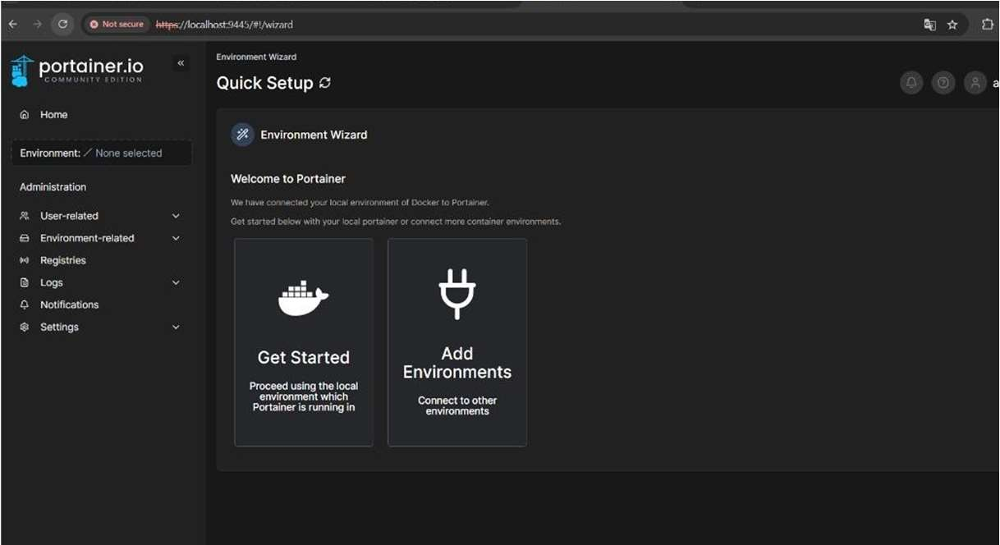 Not secure https://localhost:9445/#!/wizard
portainer.io
COMMUNITY EDITION
Home
Environment: None selected
Administration
User-related
Environment-related
Registries
Logs
Notifications
Settings
Environment Wizard
Quick Setup
a
Environment Wizard
Welcome to Portainer
We have connected your local environment of Docker to Portainer.
Get started below with your local portainer or connect more container environments.
Get Started
Proceed using the local
environment which
Portainer is running in
Add
Environments
Connect to other
environments